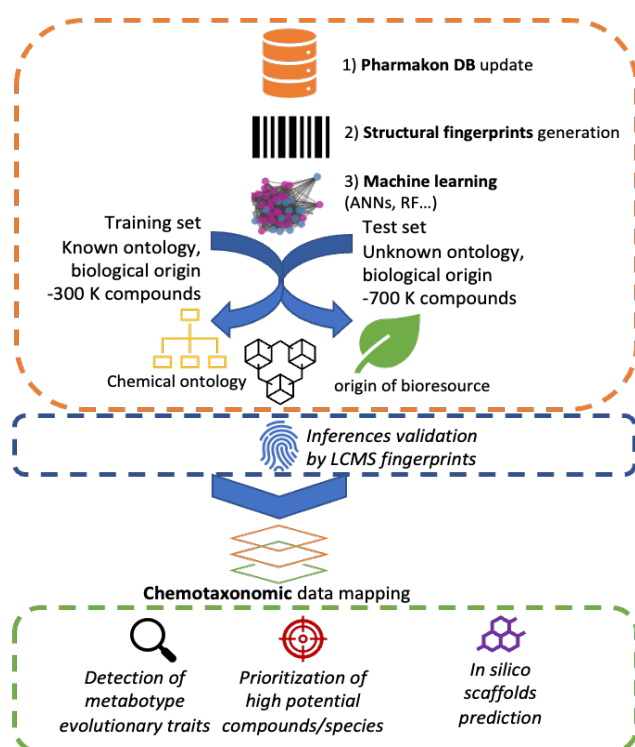 1) Pharmakon DB update
2) Structural fingerprints generation
3) Machine learning
(ANNs, RF...)
Training set
Known ontology,
biological origin
-300 K compounds
Test set
Unknown ontology,
biological origin
-700 K compounds
Chemical ontology
origin of bioresource
Inferences validation
by LCMS fingerprints
Chemotaxonomic data mapping
Detection of
metabotype
evolutionary traits
Prioritization of
high potential
compounds/species
In silico
scaffolds
prediction